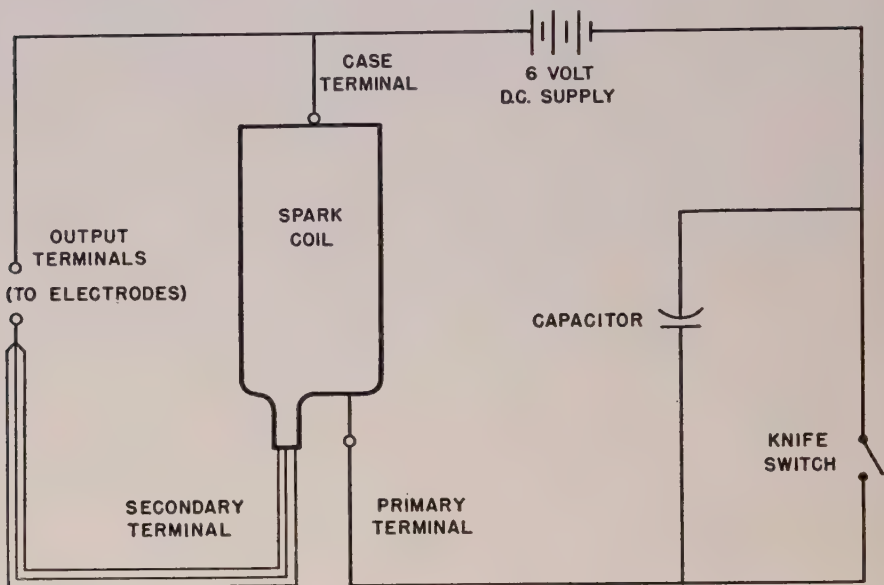 CASE
TERMINAL
6 VOLT
D.C. SUPPLY
SPARK
COIL
OUTPUT
TERMINALS
(TO ELECTRODES)
CAPACITOR
KNIFE
SWITCH
SECONDARY
TERMINAL
PRIMARY
TERMINAL